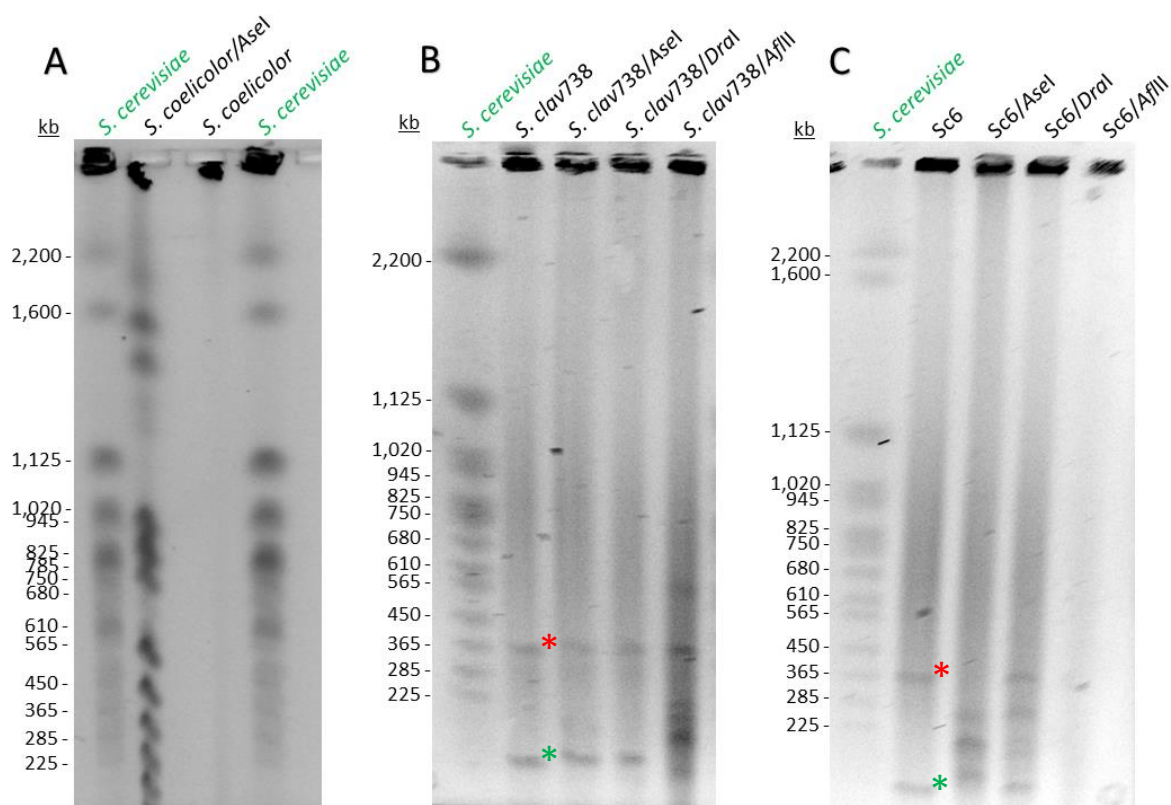 A
kb
S. cerevisiae
S. coelicolor/AseI
S. coelicolor
S. cerevisiae
2,200 -
1,600 -
1,125 -
1,020 -
945 -
825 -
785 -
750 -
680 -
610 -
565 -
450 -
365 -
285 -
225 -
B
kb
S. cerevisiae
S. clav738
S. clav738/AseI
S. clav738/DraI
S. clav738/AflII
2,200 -
1,125 -
1,020 -
945 -
825 -
750 -
680 -
610 -
565 -
450 -
365 -
285 -
225 -
*
*
C
kb
S. cerevisiae
Sc6
Sc6/AseI
Sc6/DraI
Sc6/AflII
2,200 -
1,600 -
1,125 -
1,020 -
945 -
825 -
750 -
680 -
610 -
565 -
450 -
365 -
285 -
225 -
*
*